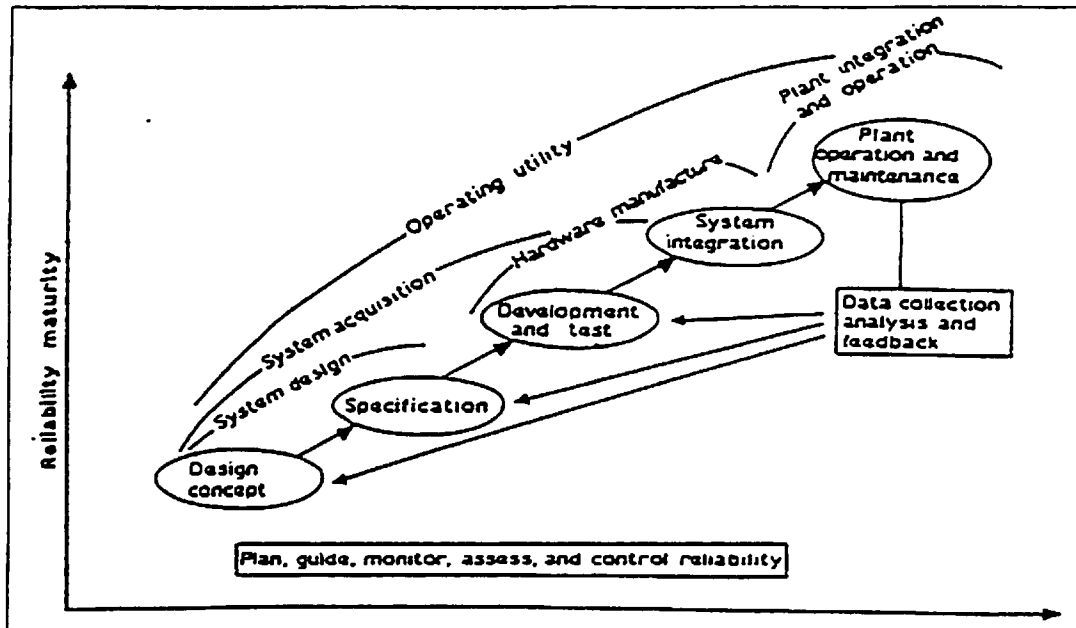 Plant integration
and operation
Plant
operation and
maintenance
Operating utility
Hardware manufacture
System
integration
System acquisition
Development
and test
Data collection
analysis and
feedback
System design
Specification
Design
concept
Reliability maturity
Plan, guide, monitor, assess, and control reliability